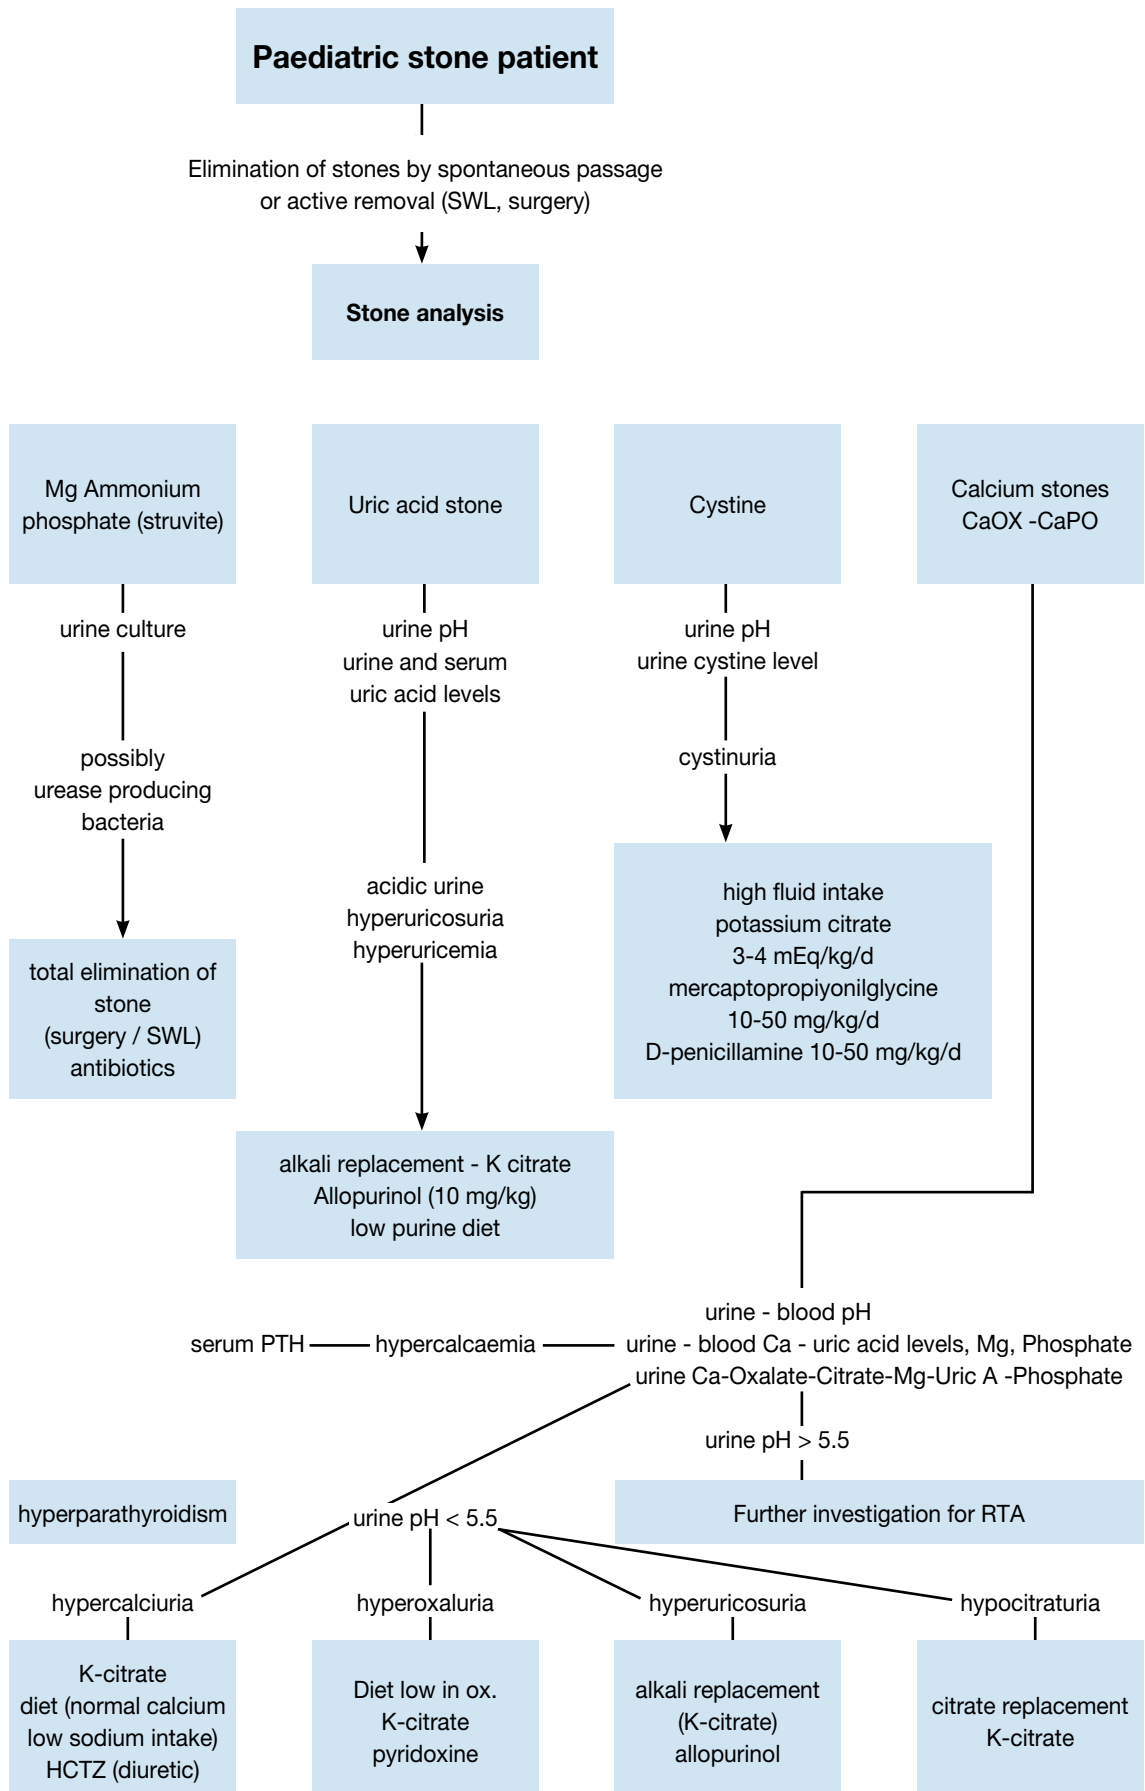 Paediatric stone patient
Elimination of stones by spontaneous passage
or active removal (SWL, surgery)
Stone analysis
Mg Ammonium
phosphate (struvite)
Uric acid stone
Cystine
Calcium stones
CaOX -CaPO
urine culture
possibly
urease producing
bacteria
total elimination of
stone
(surgery / SWL)
antibiotics
urine pH
urine and serum
uric acid levels
acidic urine
hyperuricosuria
hyperuricemia
alkali replacement - K citrate
Allopurinol (10 mg/kg)
low purine diet
urine pH
urine cystine level
cystinuria
high fluid intake
potassium citrate
3-4 mEq/kg/d
mercaptopropiyonilglycine
10-50 mg/kg/d
D-penicillamine 10-50 mg/kg/d
urine - blood pH
urine - blood Ca - uric acid levels, Mg, Phosphate
urine Ca-Oxalate-Citrate-Mg-Uric A -Phosphate
hypercalcaemia
serum PTH
hyperparathyroidism
urine pH > 5.5
Further investigation for RTA
urine pH < 5.5
hypercalciuria
K-citrate
diet (normal calcium
low sodium intake)
HCTZ (diuretic)
hyperoxaluria
Diet low in ox.
K-citrate
pyridoxine
hyperuricosuria
alkali replacement
(K-citrate)
allopurinol
hypocitraturia
citrate replacement
K-citrate